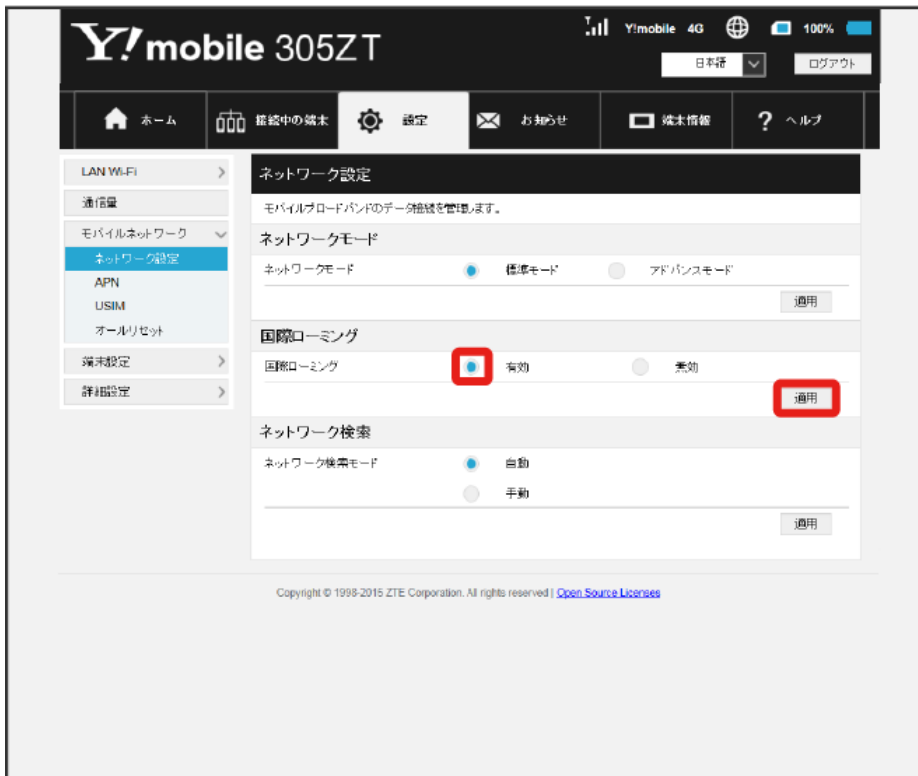 Y! mobile 305ZT
Y!mobile 4G 100%
日本語 ログアウト
ホーム 接続中の端末 設定 お知らせ 端末情報 ? ヘルプ
LAN Wi-Fi
通信量
モバイルネットワーク
ネットワーク設定
APN
USIM
オールリセット
端末設定
詳細設定
ネットワーク設定
モバイルブロードバンドのデータ接続を管理します。
ネットワークモード
ネットワークモード 標準モード アドバンスモード
適用
国際ローミング
国際ローミング 有効 無効
適用
ネットワーク検索
ネットワーク検索モード 自動
手動
適用
Copyright © 1998-2015 ZTE Corporation. All rights reserved | Open Source Licenses